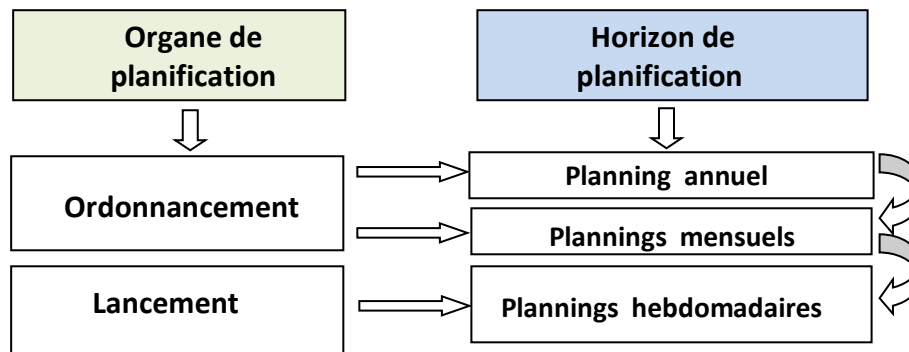 Organe de
planification
Horizon de
planification
Ordonnancement
Planning annuel
Plannings mensuels
Lancement
Plannings hebdomadaires